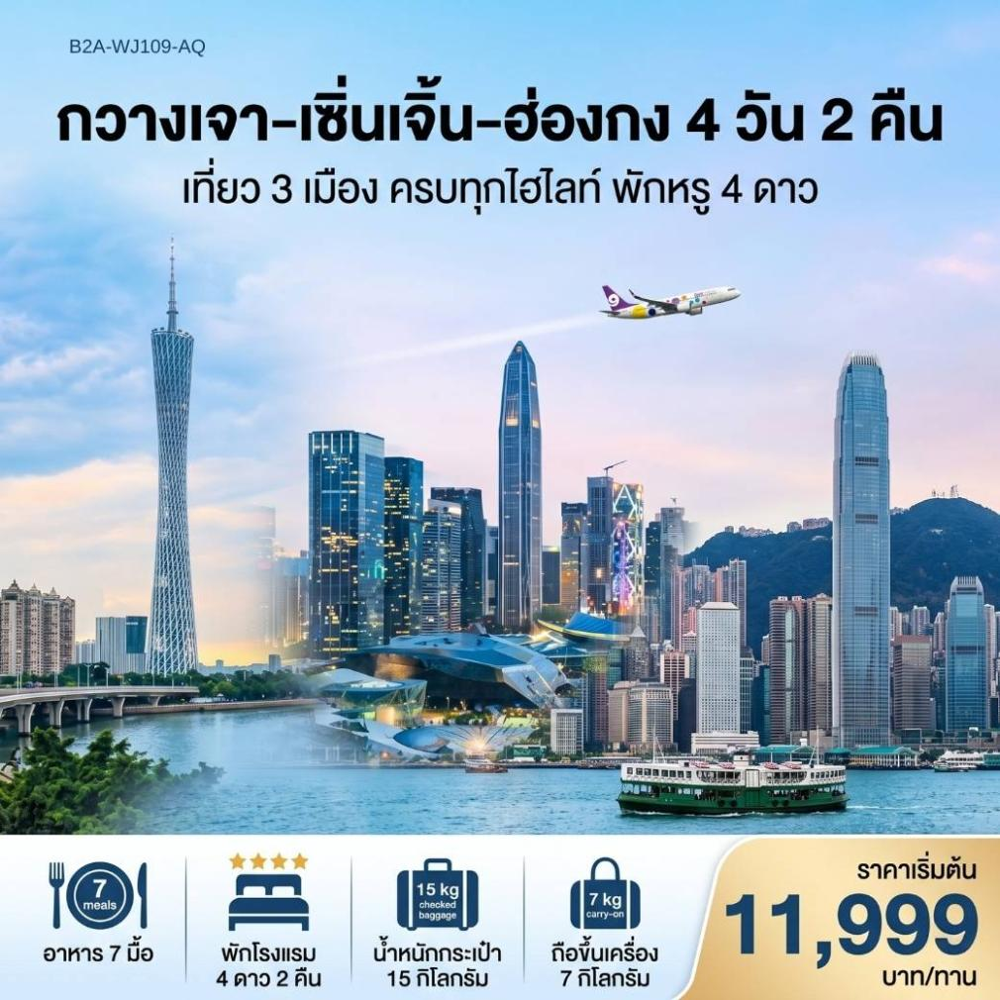 B2A-WJ109-AQ
กวางเจา-เซิ่นเจิ้น-ฮ่องกง 4 วัน 2 คืน
เที่ยว 3 เมือง ครบทุกไฮไลท์ พักหรู 4 ดาว
7
meals
อาหาร 7 มื้อ
พักโรงแรม
4 ดาว 2 คืน
15 kg
checked
baggage
น้ำหนักกระเป๋า
15 กิโลกรัม
7 kg
carry-on
ถือขึ้นเครื่อง
7 กิโลกรัม
ราคาเริ่มต้น
11,999
บาท/ท่าน